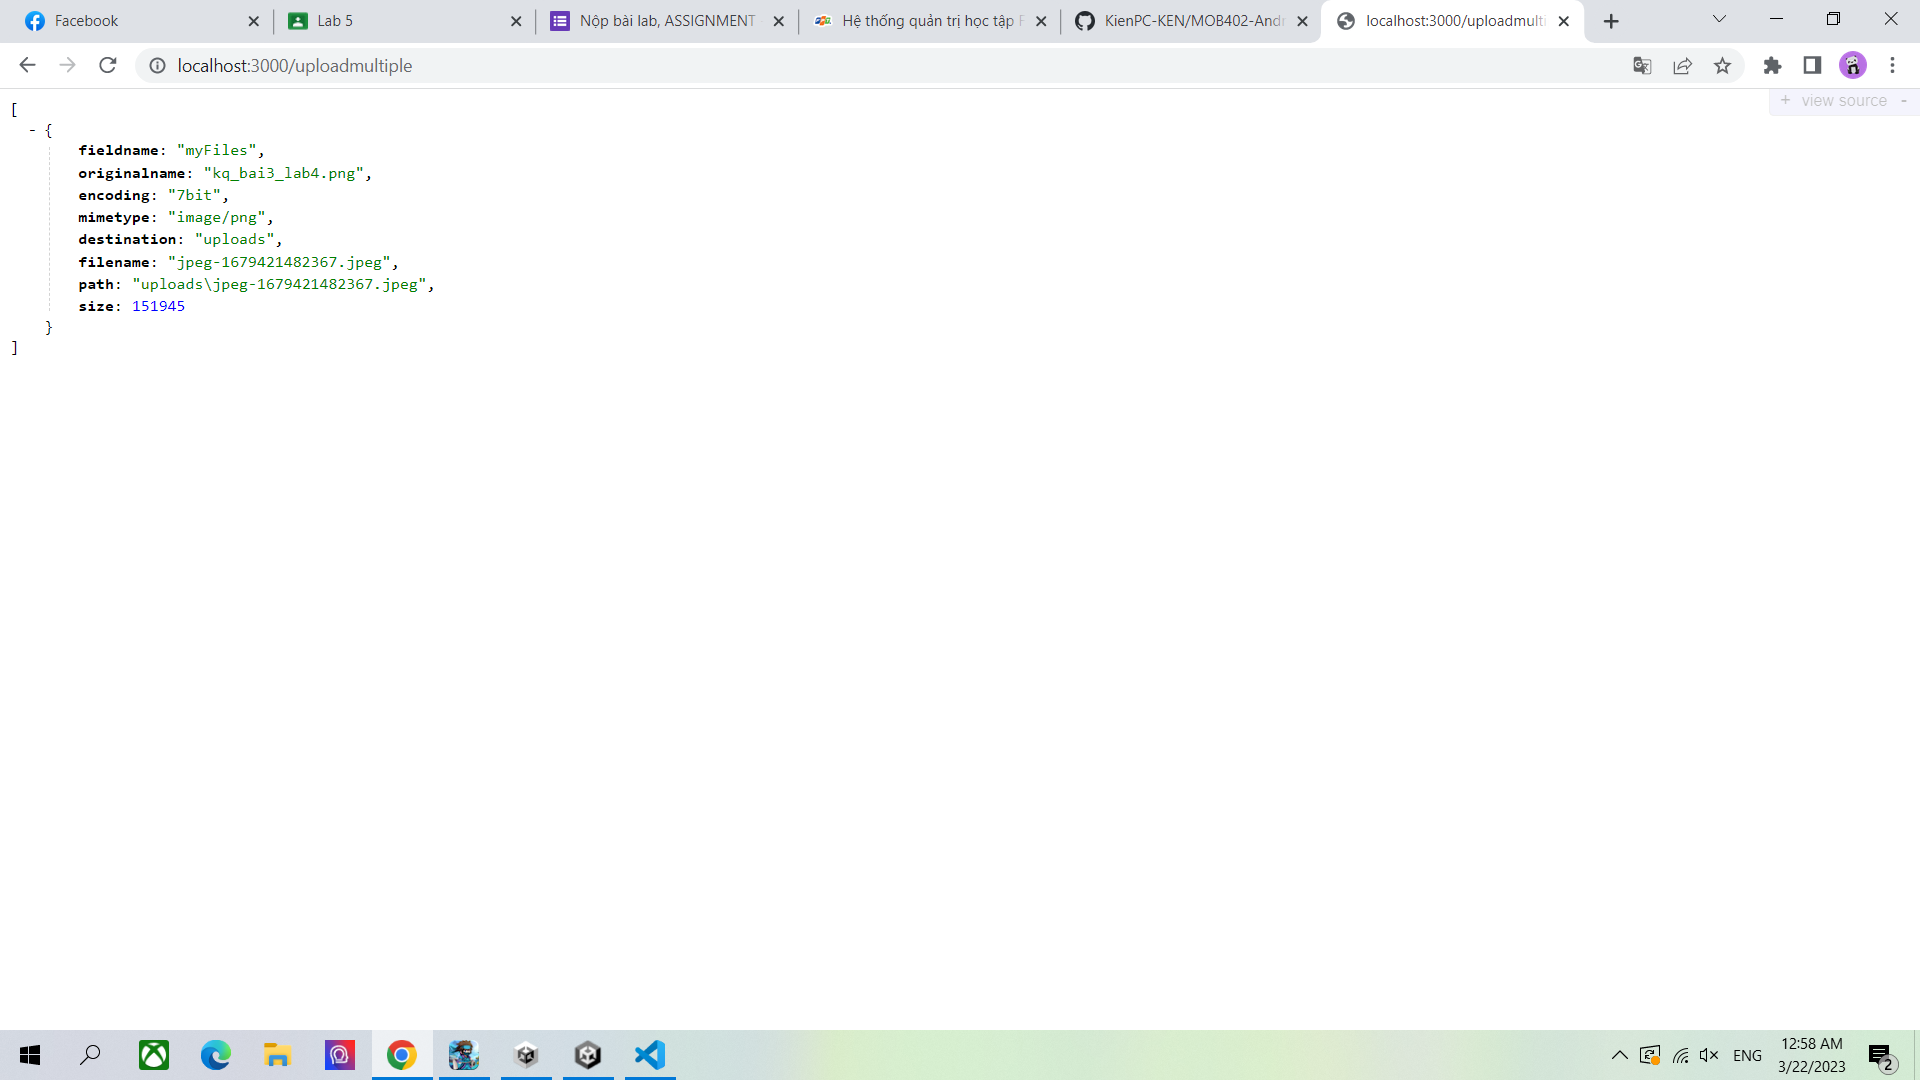 Facebook
Lab 5
Nộp bài lab, ASSIGNMENT
Hệ thống quản trị học tập F
KienPC-KEN/MOB402-Andr
localhost:3000/uploadmulti
localhost:3000/uploadmultiple
+ view source -
[
- {
fieldname: "myFiles",
originalname: "kq_bai3_lab4.png",
encoding: "7bit",
mimetype: "image/png",
destination: "uploads",
filename: "jpeg-1679421482367.jpeg",
path: "uploads\jpeg-1679421482367.jpeg",
size: 151945
}
]
ENG
12:58 AM
3/22/2023
2